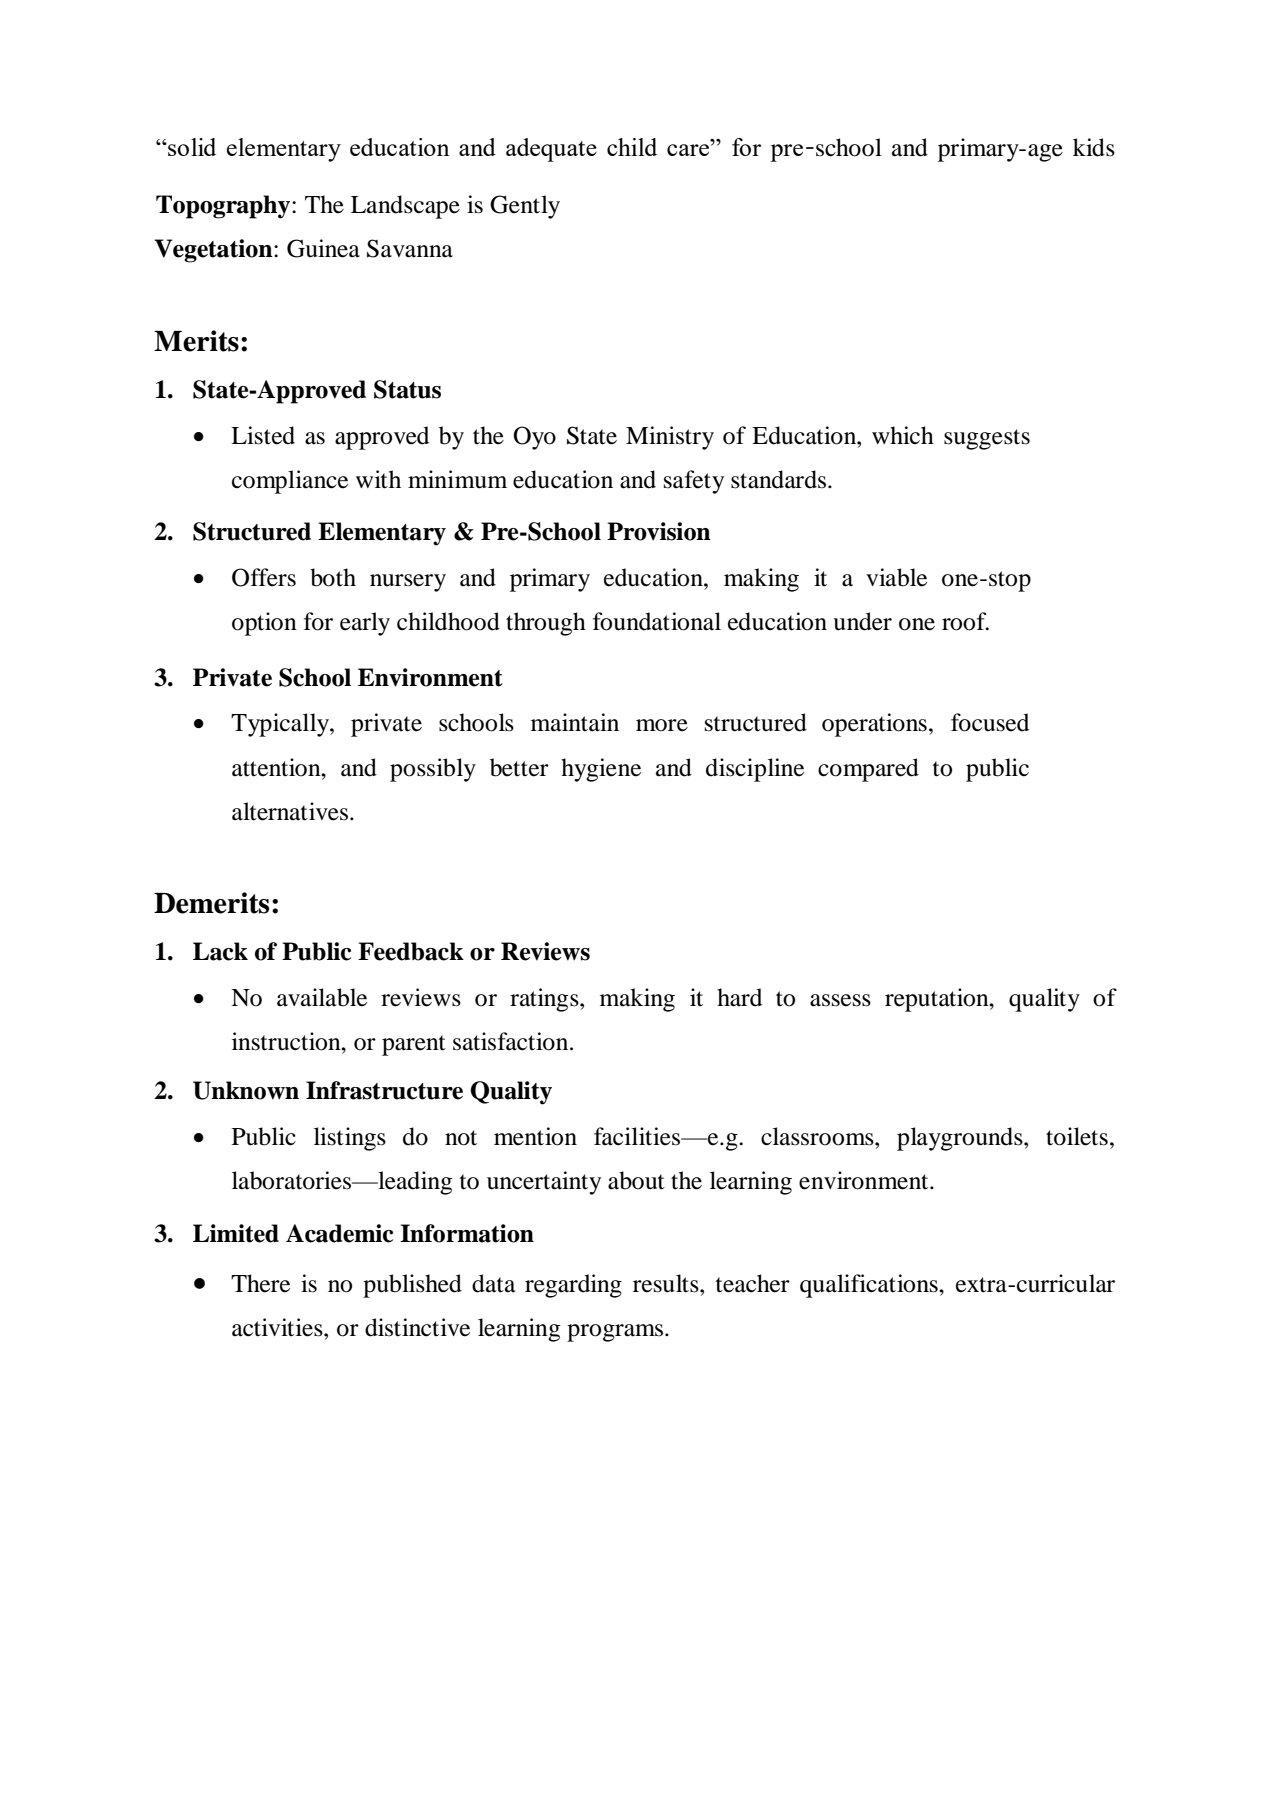 “solid elementary education and adequate child care” for pre-school and primary-age kids
Topography: The Landscape is Gently
Vegetation: Guinea Savanna
Merits:
1. State-Approved Status
• Listed as approved by the Oyo State Ministry of Education, which suggests
compliance with minimum education and safety standards.
2. Structured Elementary & Pre-School Provision
• Offers both nursery and primary education, making it a viable one-stop
option for early childhood through foundational education under one roof.
3. Private School Environment
• Typically, private schools maintain more structured operations, focused
attention, and possibly better hygiene and discipline compared to public
alternatives.
Demerits:
1. Lack of Public Feedback or Reviews
• No available reviews or ratings, making it hard to assess reputation, quality of
instruction, or parent satisfaction.
2. Unknown Infrastructure Quality
• Public listings do not mention facilities—e.g. classrooms, playgrounds, toilets,
laboratories—leading to uncertainty about the learning environment.
3. Limited Academic Information
• There is no published data regarding results, teacher qualifications, extra-curricular
activities, or distinctive learning programs.